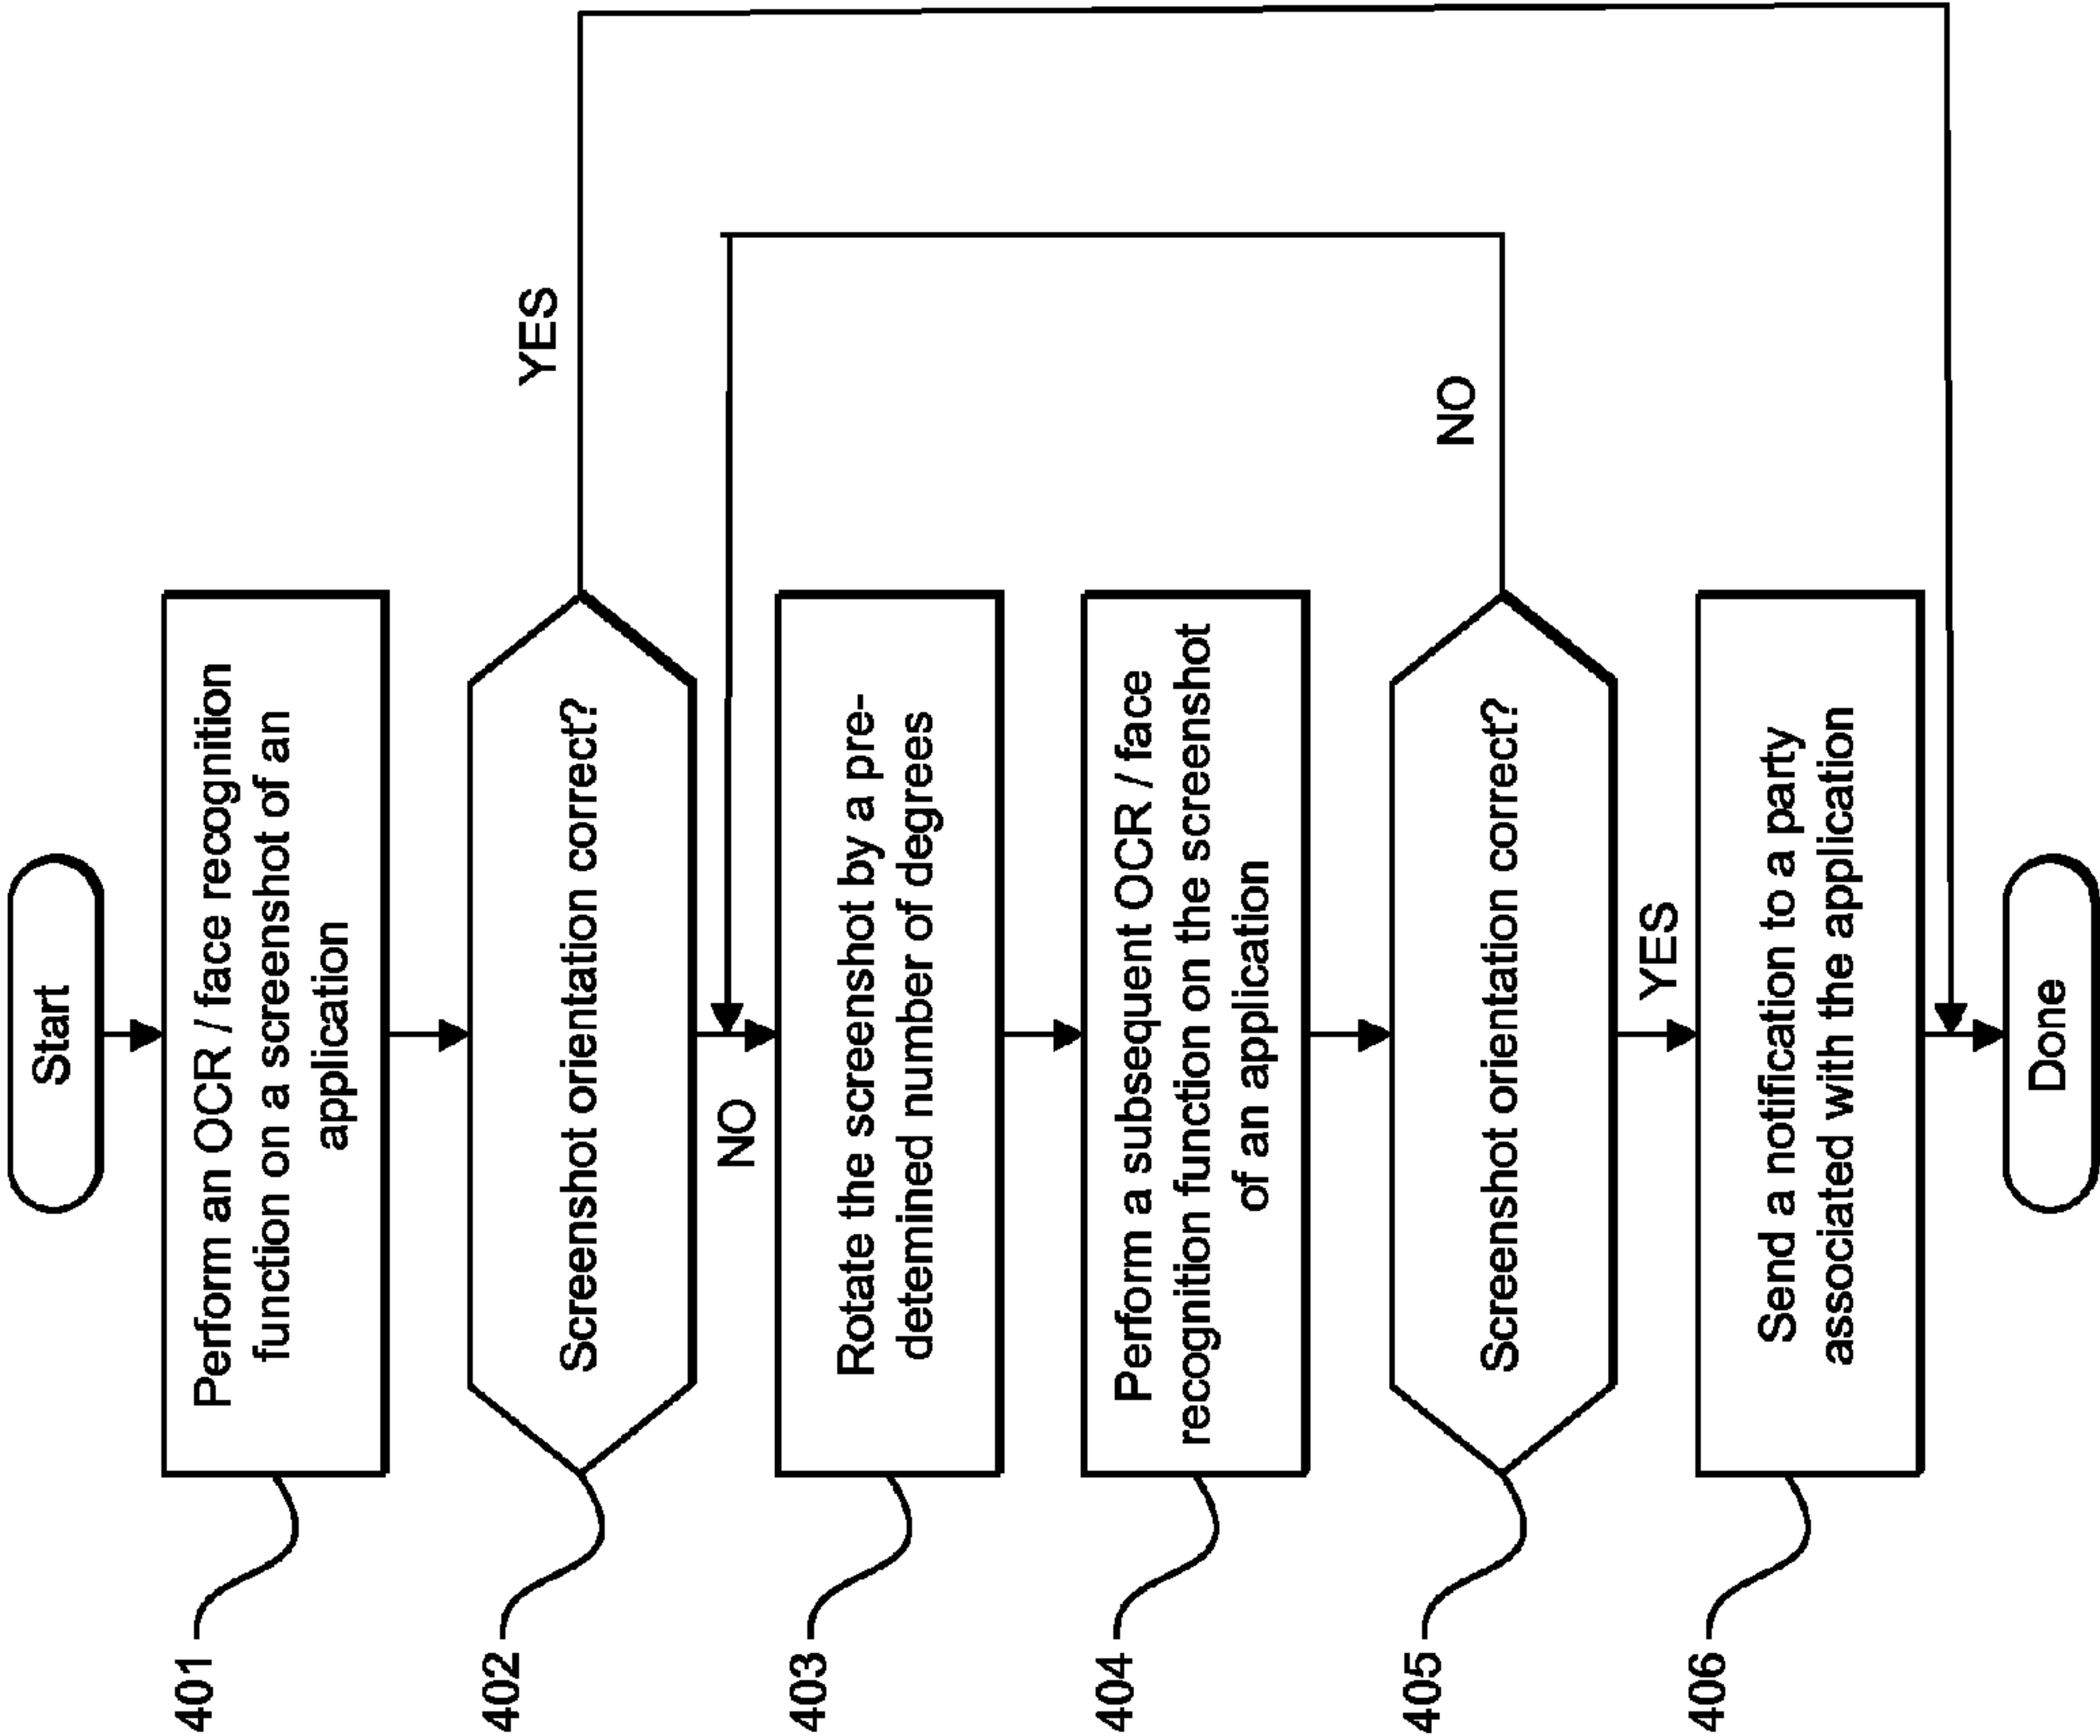 Start
401
Perform an OCR / face recognition
function on a screenshot of an
application
402
Screenshot orientation correct?
YES
NO
403
Rotate the screenshot by a pre-
detemined number of degrees
404
Perform a subsequent OCR / face
recognition function on the screenshot
of an application
405
Screenshot orientation correct?
NO
YES
406
Send a notification to a party
associated with the application
Done